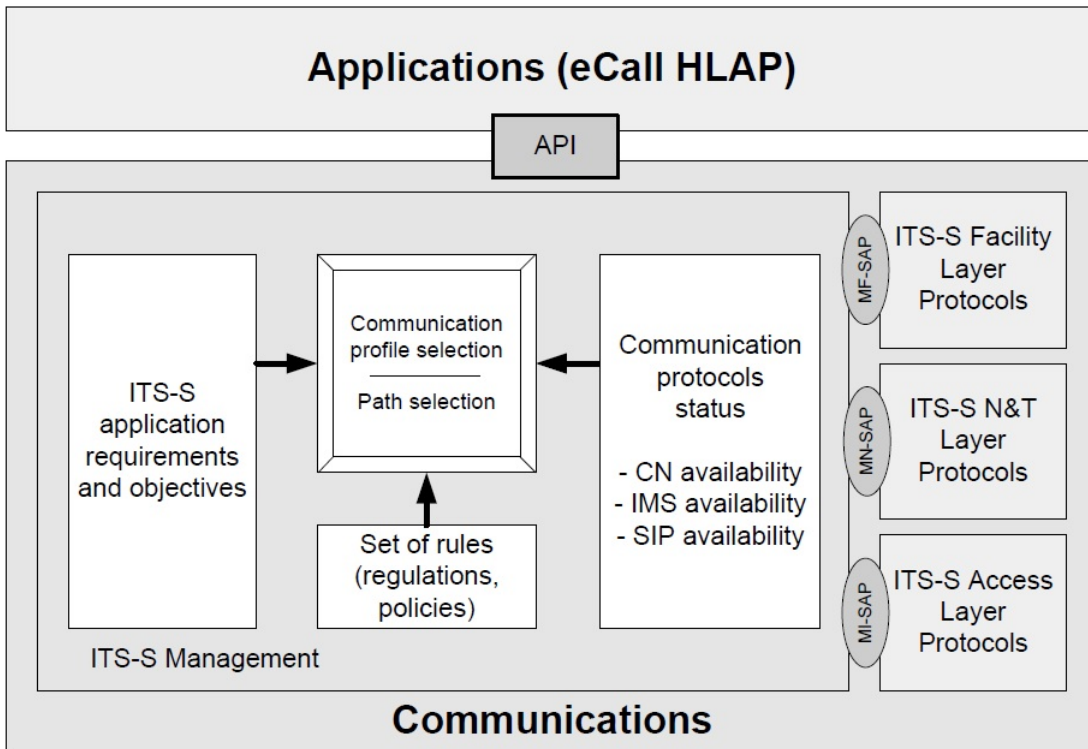 Applications (eCall HLAP)
API
ITS-S
application
requirements
and objectives
Communication
profile selection
Path selection
Set of rules
(regulations,
policies)
Communication
protocols
status
- CN availability
- IMS availability
- SIP availability
ITS-S Management
MF-SAP
ITS-S Facility
Layer
Protocols
MN-SAP
ITS-S N&T
Layer
Protocols
MI-SAP
ITS-S Access
Layer
Protocols
Communications